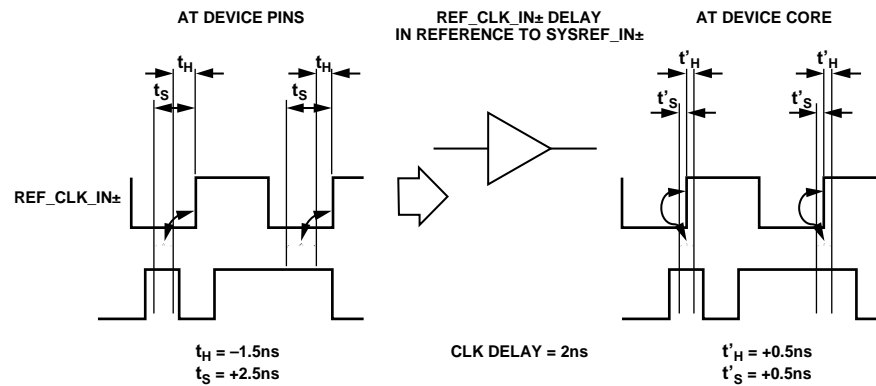 AT DEVICE PINS
REF_CLK_IN± DELAY
IN REFERENCE TO SYSREF_IN±
AT DEVICE CORE
tH
tH
t’H
t’H
tS
tS
t’S
t’S
REF_CLK_IN±
tH = –1.5ns
tS = +2.5ns
CLK DELAY = 2ns
t’H = +0.5ns
t’S = +0.5ns